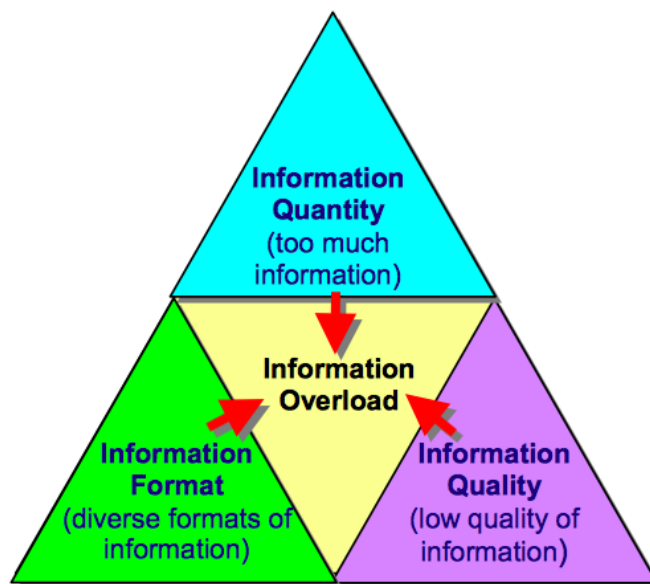 Information
Quantity
(too much
information)
Information
Overload
Information
Format
(diverse formats of
information)
Information
Quality
(low quality of
information)